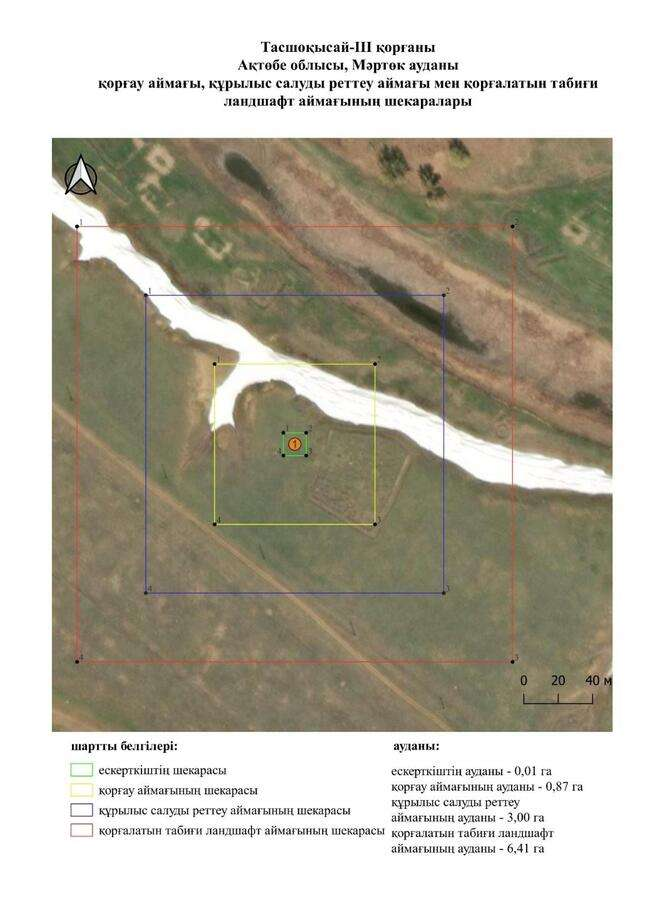 Тасшоқысай-III қорғаны
Ақтөбе облысы, Мәртөк ауданы
қорғау аймағы, құрылыс салуды реттеу аймағы мен қорғалатын табиғи
ландшафт аймағының шекаралары
1
2
1
2
1
2
1
2
1
4
3
4
3
4
3
4
3
0 20 40 м
шартты белгілері:
ескерткіштің шекарасы
қорғау аймағының шекарасы
құрылыс салуды реттеу аймағының шекарасы
қорғалатын табиғи ландшафт аймағының шекарасы
ауданы:
ескерткіштің ауданы - 0,01 га
қорғау аймағының ауданы - 0,87 га
құрылыс салуды реттеу
аймағының ауданы - 3,00 га
қорғалатын табиғи ландшафт
аймағының ауданы - 6,41 га